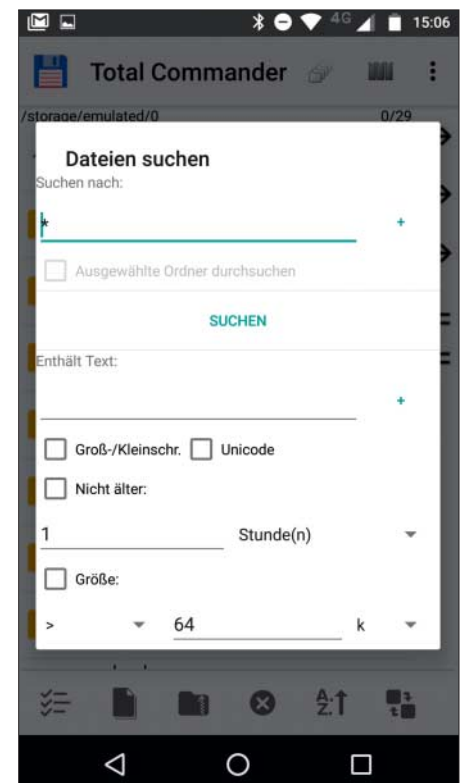 4G 15:06
Total Commander
/storage/emulated/0 0/29
Dateien suchen
Suchen nach:
* +
Ausgewählte Ordner durchsuchen
SUCHEN
Enthält Text:
+
Groß-/Kleinschr. Unicode
Nicht älter:
1 Stunde(n)
Größe:
> 64 k
A.
Z.